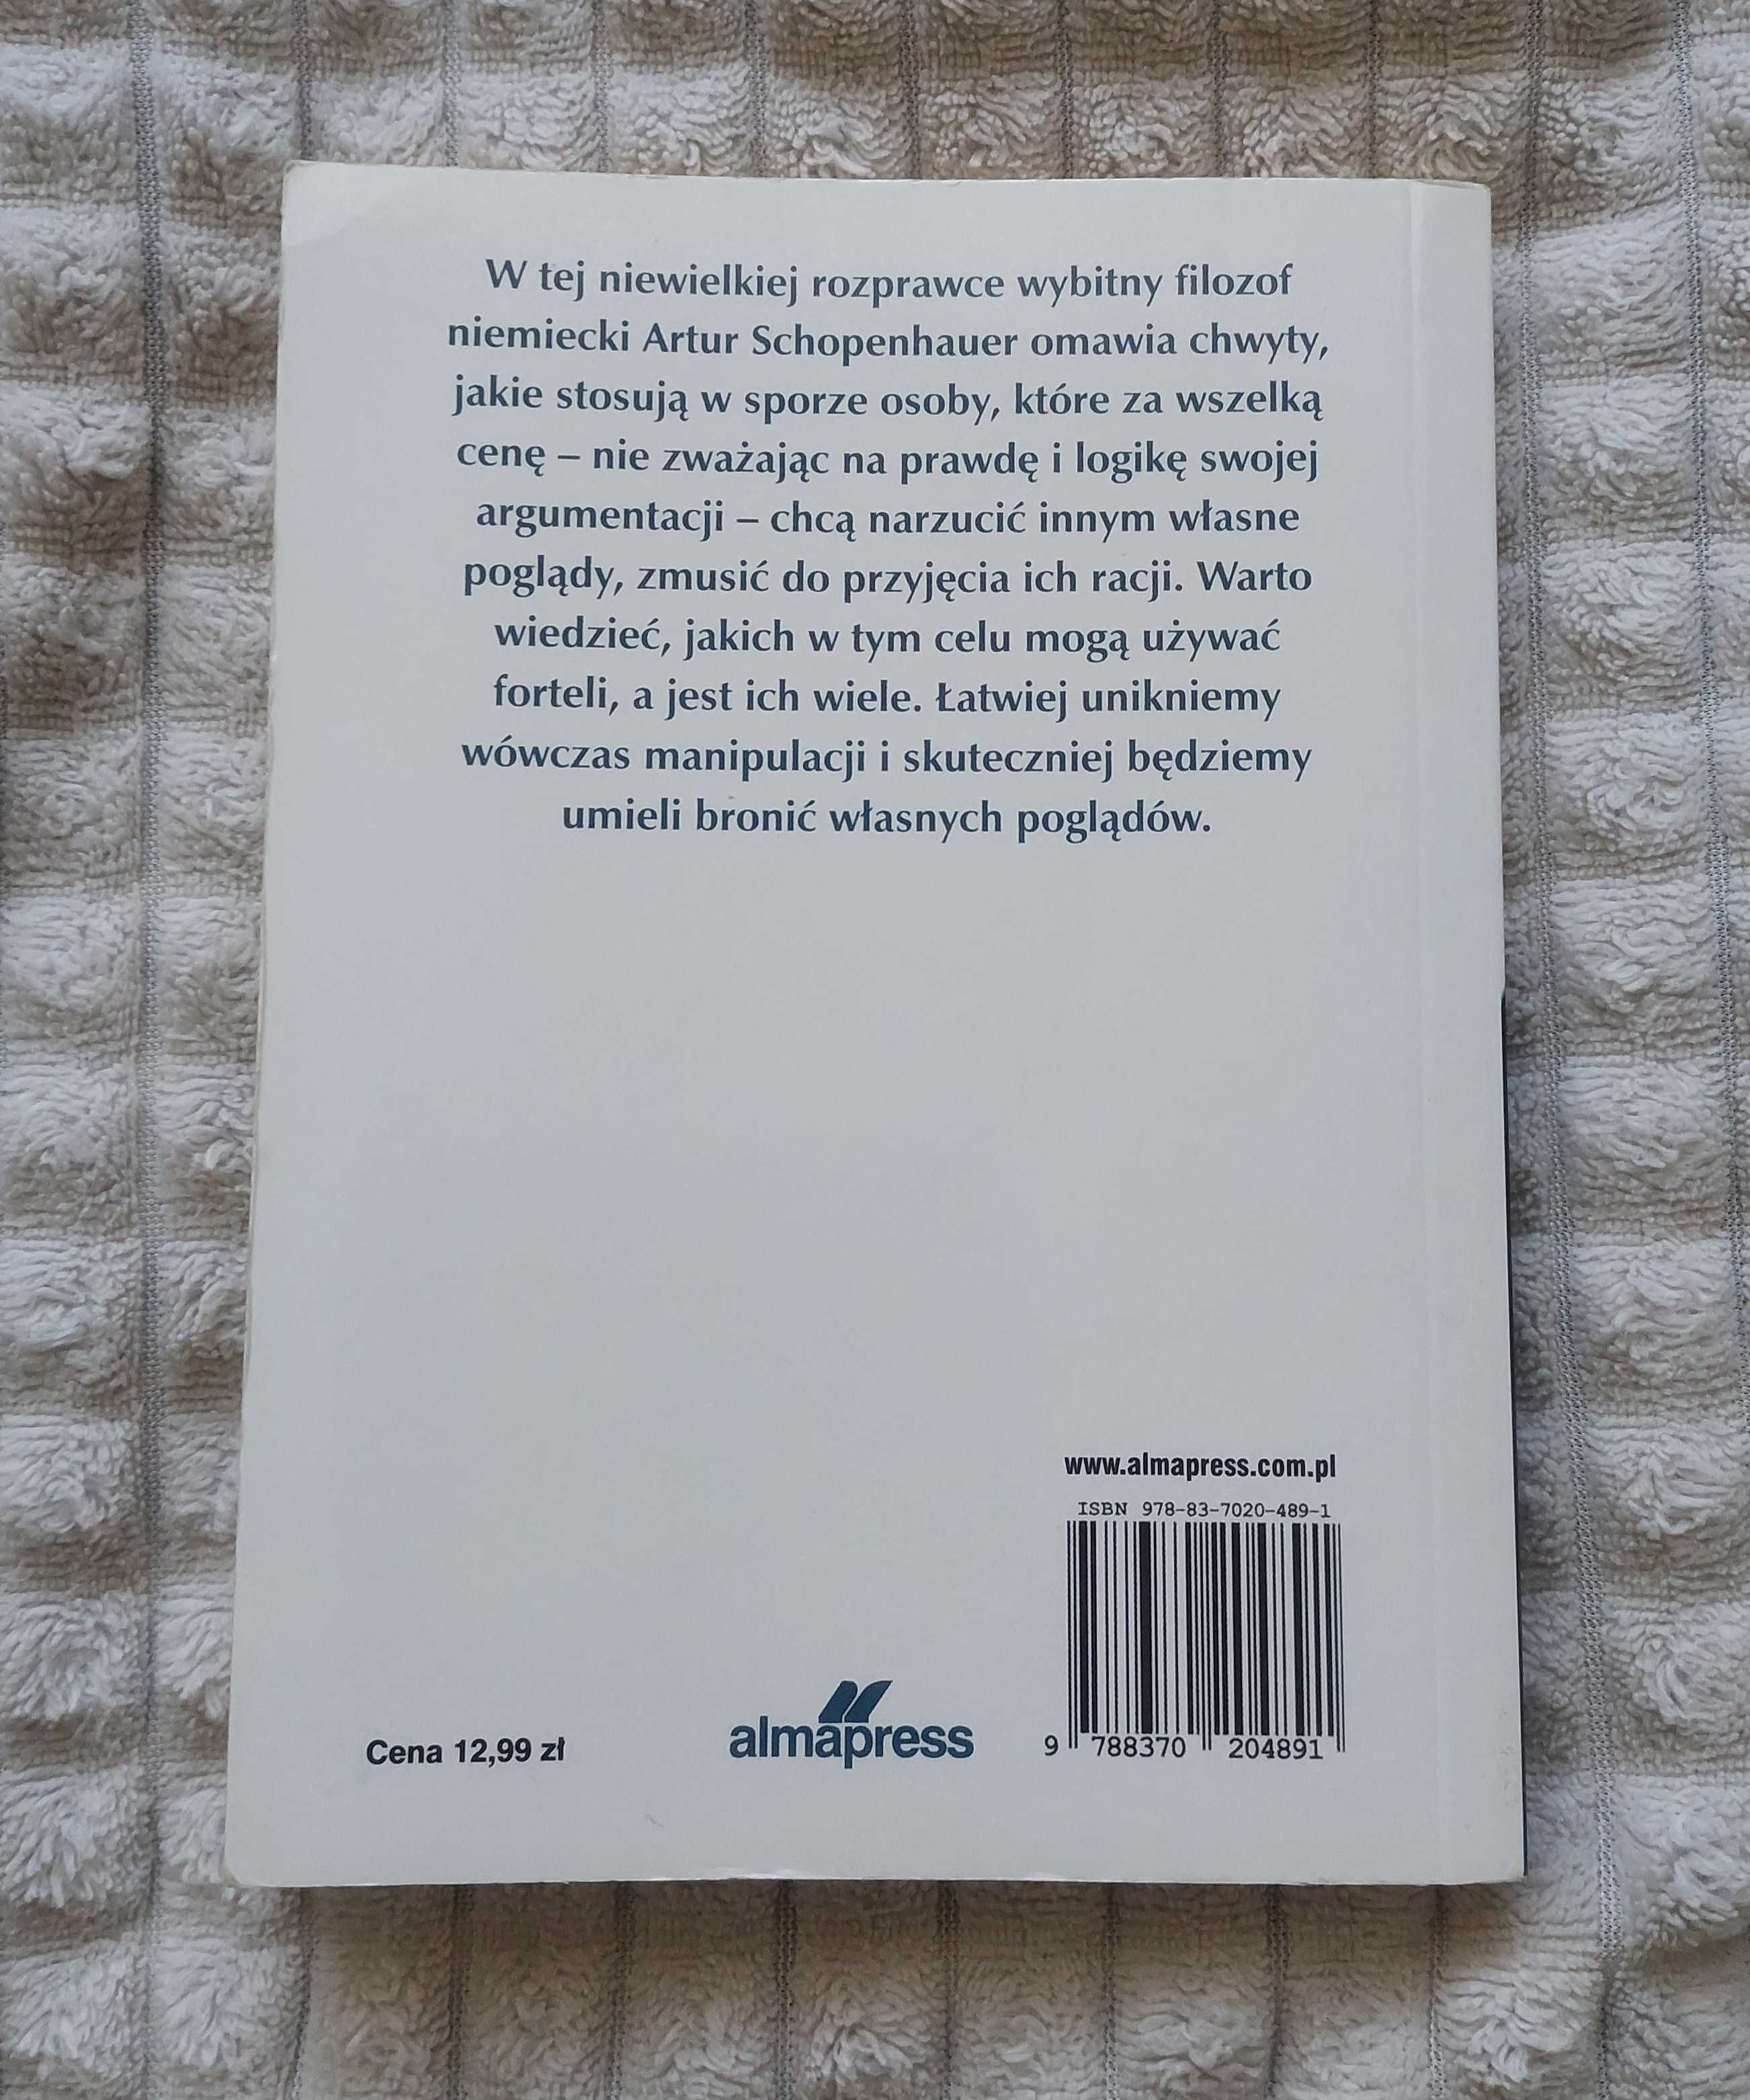 W tej niewielkiej rozprawce wybitny filozof
niemiecki Artur Schopenhauer omawia chwyty,
jakie stosują w sporze osoby, które za wszelką
cenę – nie zważając na prawdę i logikę swojej
argumentacji – chcą narzucić innym własne
poglądy, zmusić do przyjęcia ich racji. Warto
wiedzieć, jakich w tym celu mogą używać
forteli, a jest ich wiele. Łatwiej unikniemy
wówczas manipulacji i skuteczniej będziemy
umieli bronić własnych poglądów.
www.almapress.com.pl
ISBN 978-83-7020-489-1
9 788370 204891
almapress
Cena 12,99 zł